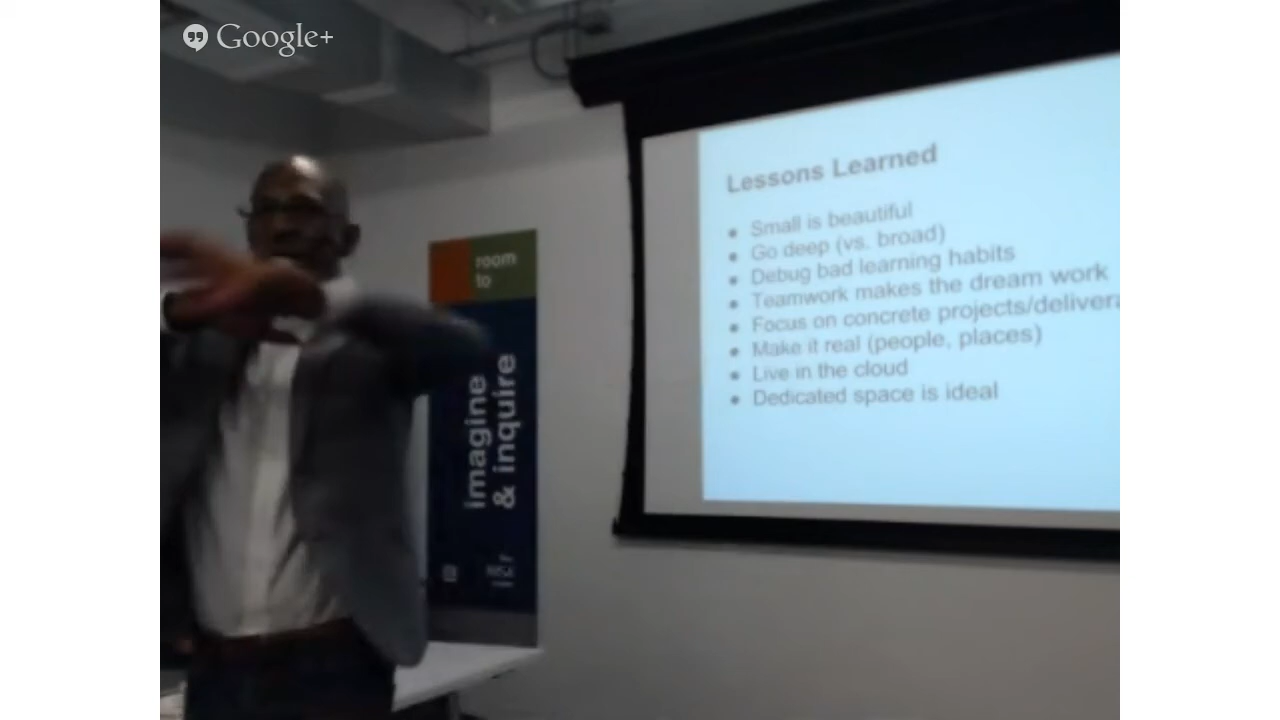 Google+
Lessons Learned
• Small is beautiful
• Go deep (vs. broad)
• Debug bad learning habits
• Teamwork makes the dream work
• Focus on concrete projects/delivera
• Make it real (people, places)
• Live in the cloud
• Dedicated space is ideal
room
to
imagine
& inquire